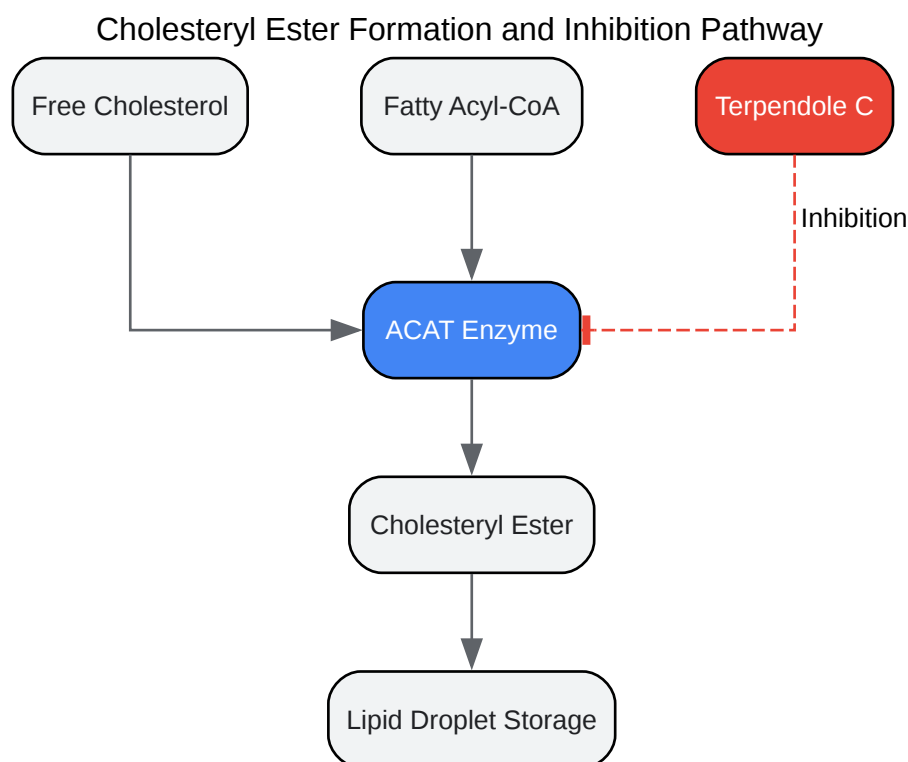 Cholesteryl Ester Formation and Inhibition Pathway
Free Cholesterol
Fatty Acyl-CoA
Terpendole C
Inhibition
ACAT Enzyme
Cholesteryl Ester
Lipid Droplet Storage